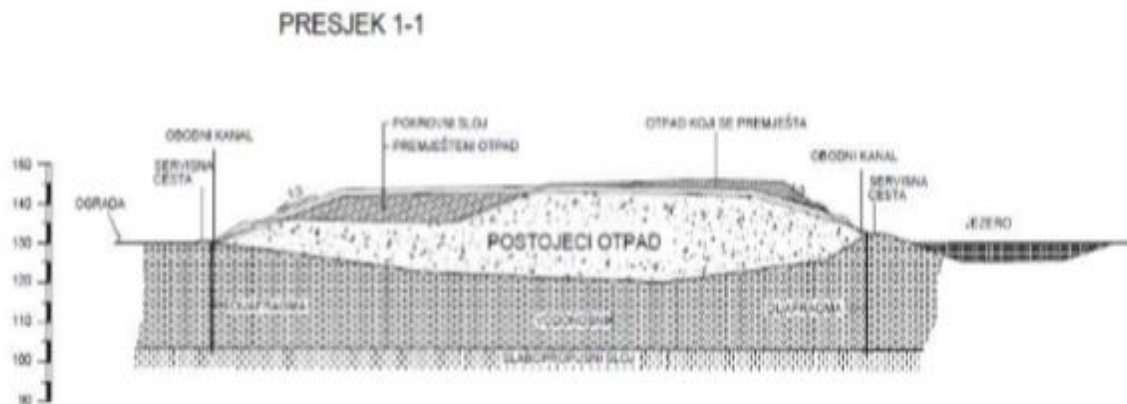 PRESJEK 1-1
POKROVNI SLOJ
OTPAD KOJI SE PREMJEŠTA
OBODNI KANAL
PREMJEŠTENI OTPAD
OBODNI KANAL
150
SERVISNA
CESTA
SERVISNA
CESTA
140
OGRADA
JEZERO
130
POSTOJECI OTPAD
120
DIJAFRAGMA
DIJAFRAGMA
110
VODONOSNIK
100
SLABOPROPUSNI SLOJ
90